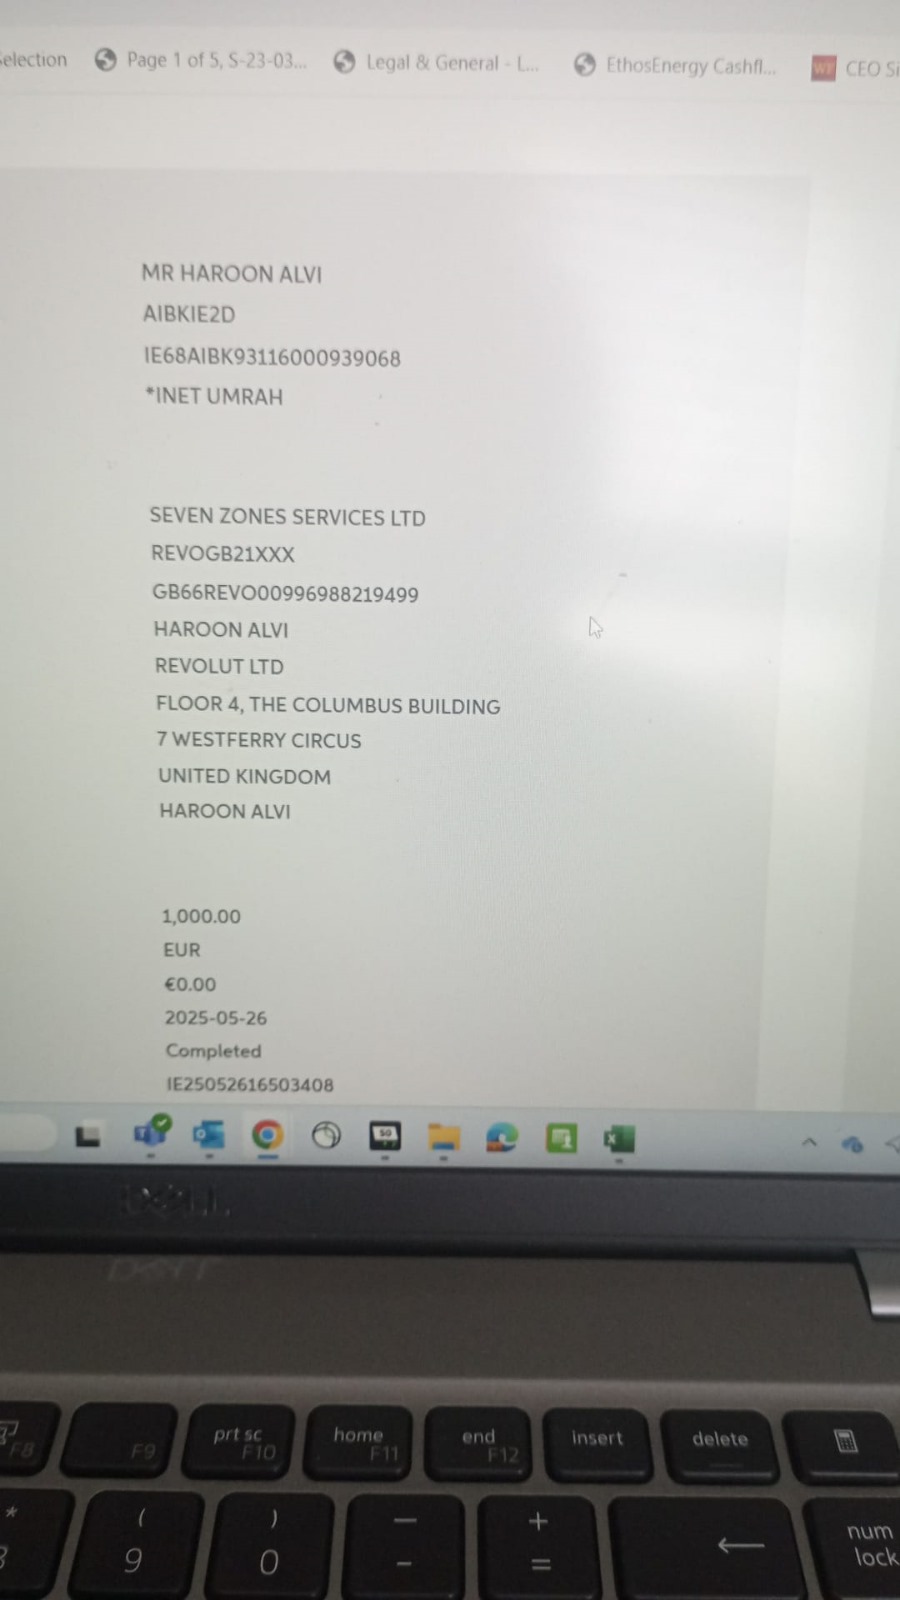 election Page 1 of 5, S-23-03... Legal & General - L... EthosEnergy Cashfl... WF CEO Si
MR HAROON ALVI
AIBKIE2D
IE68AIBK93116000939068
*INET UMRAH
SEVEN ZONES SERVICES LTD
REVOGB21XXX
GB66REVO00996988219499
HAROON ALVI
REVOLUT LTD
FLOOR 4, THE COLUMBUS BUILDING
7 WESTFERRY CIRCUS
UNITED KINGDOM
HAROON ALVI
1,000.00
EUR
€0.00
2025-05-26
Completed
IE25052616503408
DELL
F8 F9 prt sc F10 home F11 end F12 insert delete
* ( ) — +
9 0 - = num lock